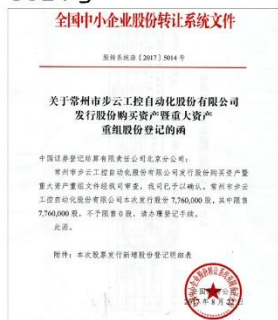 全国中小企业股份转让系统文件
股转系统函〔2017〕5014号
关于常州市步云工控自动化股份有限公司
发行股份购买资产暨重大资产
重组股份登记的函
中国证券登记结算有限责任公司北京分公司：
常州市步云工控自动化股份有限公司发行股份购买资产暨
重大资产重组文件经我司审查，我司已予以确认。常州市步云
工控自动化股份有限公司本次发行股份7,760,000股，其中限售
7,760,000股，不予限售0股。请办理登记手续。
此函。
附件：本次股票发行新增股份登记明细表
2017年8月22日